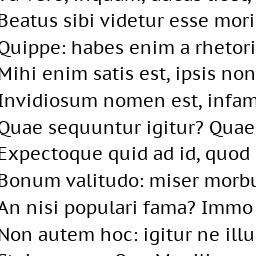 Beatus sibi videtur esse mori
Quippe: habes enim a rhetori
Mihi enim satis est, ipsis non
Invidiosum nomen est, infam
Quae sequuntur igitur? Quae
Expectoque quid ad id, quod
Bonum valitudo: miser morbu
An nisi populari fama? Immo
Non autem hoc: igitur ne illu